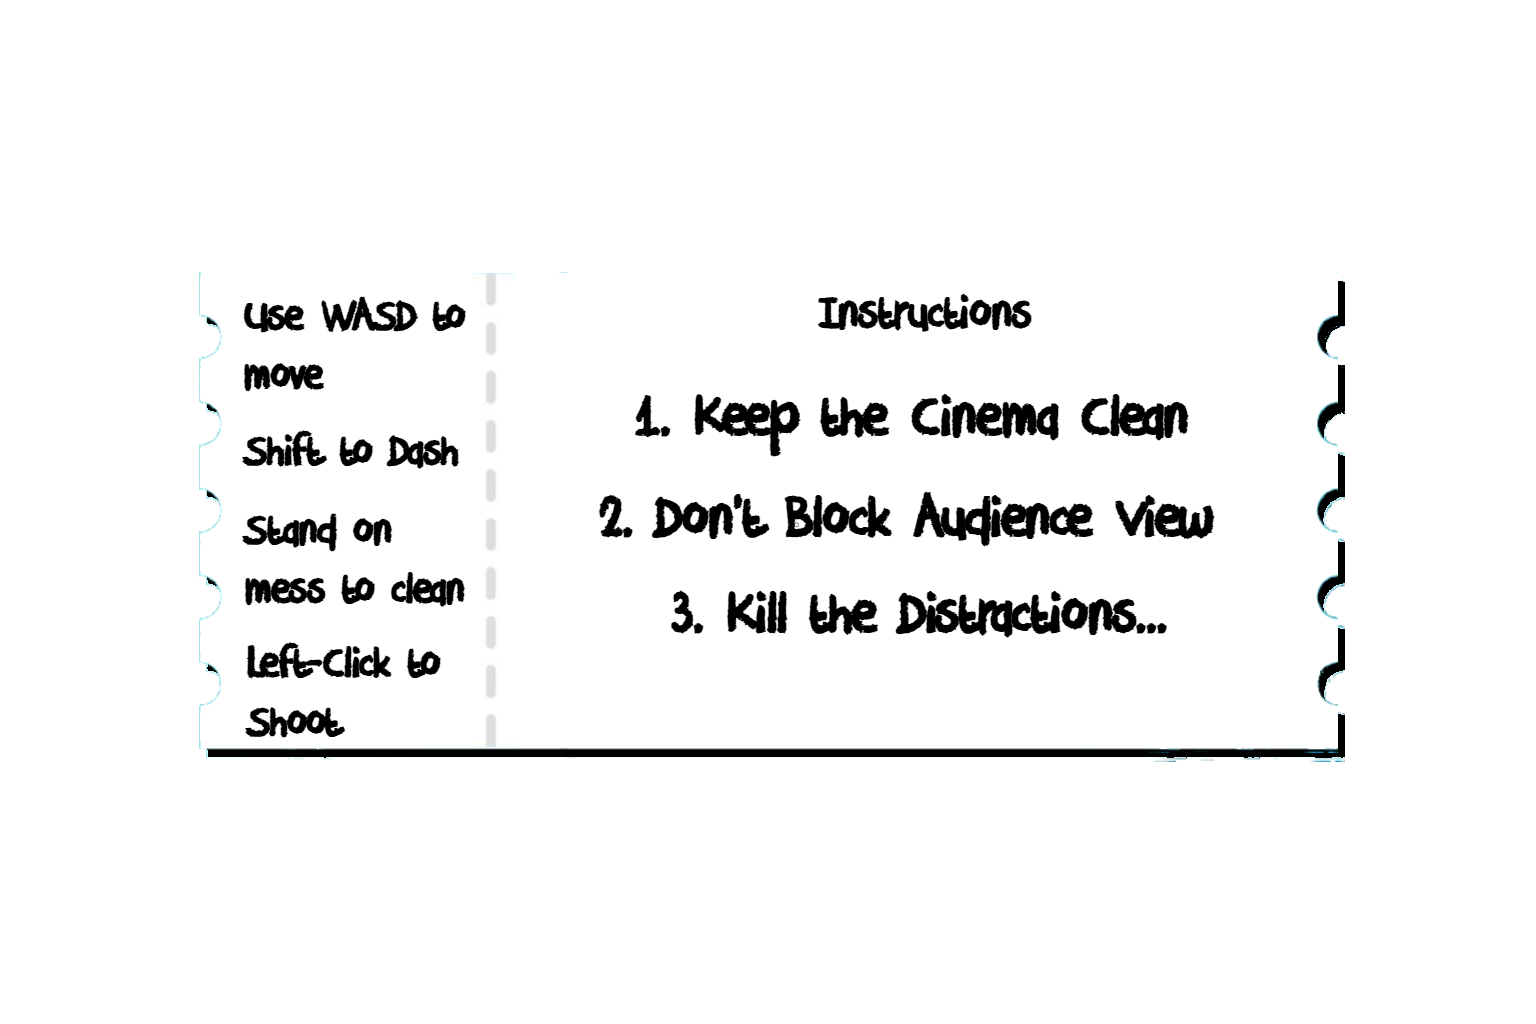 Use WASD to
move
Shift to Dash
Stand on
mess to clean
Left-Click to
Shoot
Instructions
1. Keep the Cinema Clean
2. Don't Block Audience View
3. Kill the Distractions...